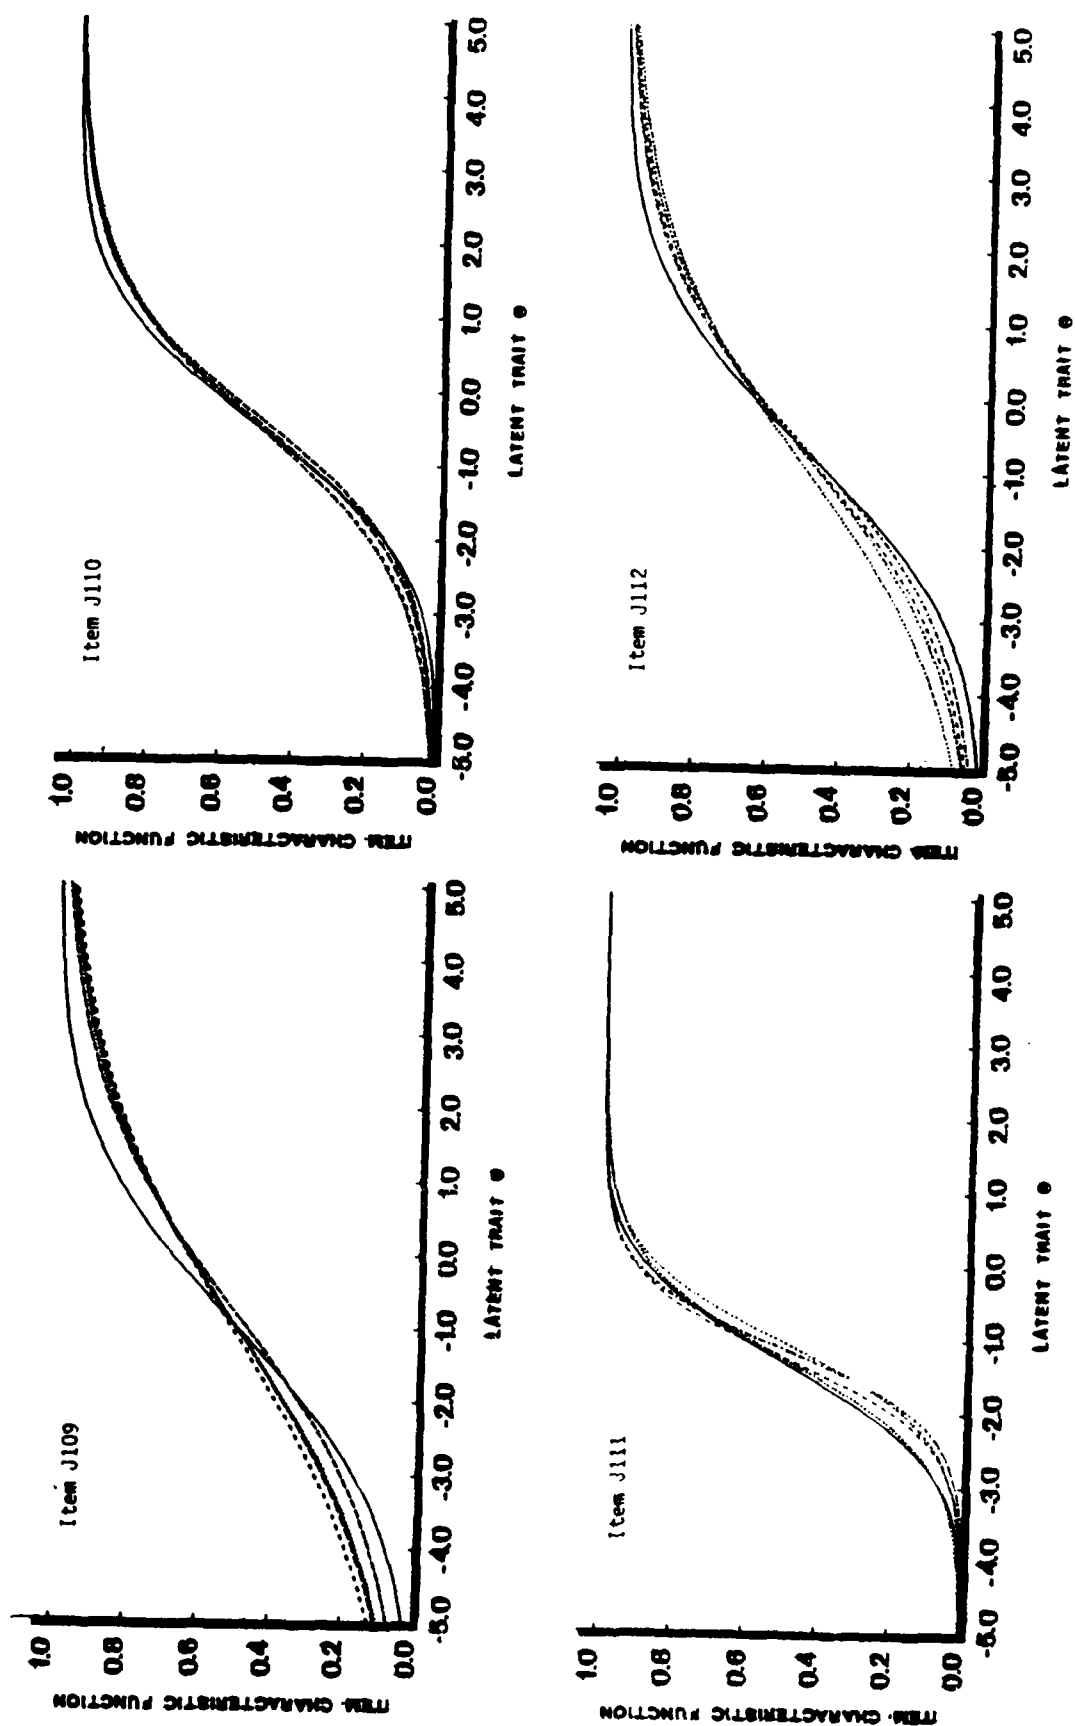 Item J109
ITEM CHARACTERISTIC FUNCTION
1.0
0.8
0.6
0.4
0.2
0.0
-5.0 -4.0 -3.0 -2.0 -1.0 0.0 1.0 2.0 3.0 4.0 5.0
LATENT TRAIT θ
Item J110
ITEM CHARACTERISTIC FUNCTION
1.0
0.8
0.6
0.4
0.2
0.0
-5.0 -4.0 -3.0 -2.0 -1.0 0.0 1.0 2.0 3.0 4.0 5.0
LATENT TRAIT θ
Item J111
ITEM CHARACTERISTIC FUNCTION
1.0
0.8
0.6
0.4
0.2
0.0
-5.0 -4.0 -3.0 -2.0 -1.0 0.0 1.0 2.0 3.0 4.0 5.0
LATENT TRAIT θ
Item J112
ITEM CHARACTERISTIC FUNCTION
1.0
0.8
0.6
0.4
0.2
0.0
-5.0 -4.0 -3.0 -2.0 -1.0 0.0 1.0 2.0 3.0 4.0 5.0
LATENT TRAIT θ